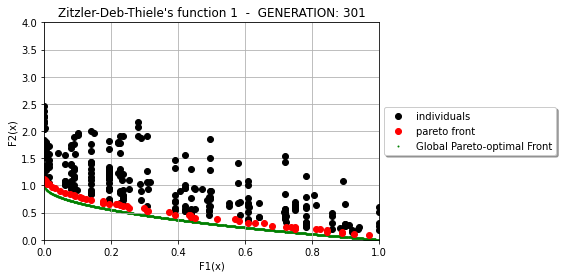 Zitzler-Deb-Thiele's function 1 - GENERATION: 301
4.0
3.5
3.0
2.5
2.0
1.5
1.0
0.5
0.0
F2(x)
individuals
pareto front
Global Pareto-optimal Front
0.0 0.2 0.4 0.6 0.8 1.0
F1(x)